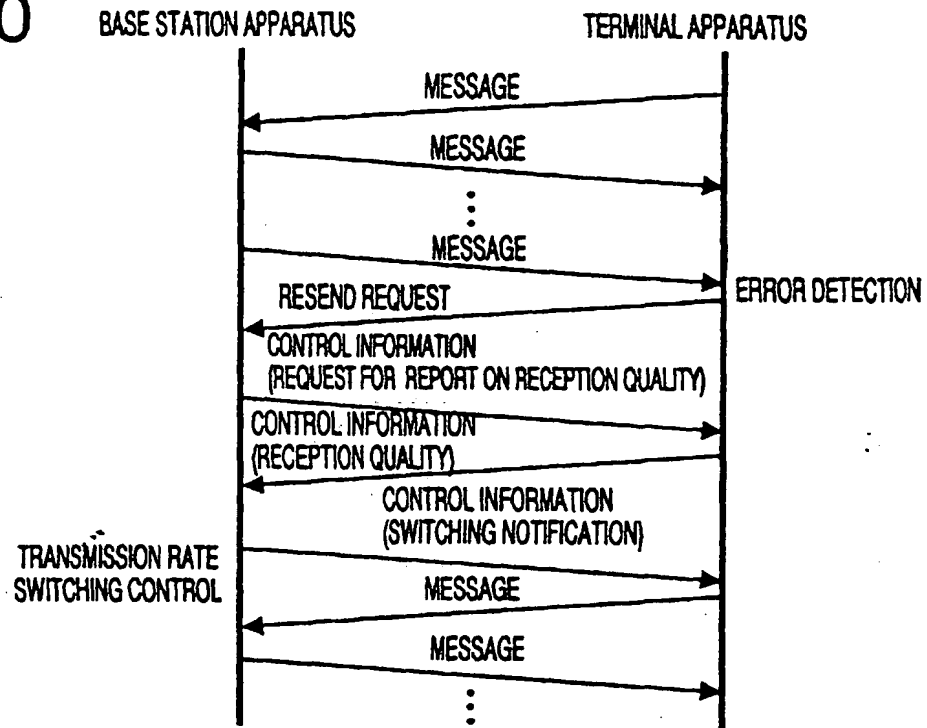 0
BASE STATION APPARATUS
TERMINAL APPARATUS
MESSAGE
MESSAGE
MESSAGE
ERROR DETECTION
RESEND REQUEST
CONTROL INFORMATION
(REQUEST FOR REPORT ON RECEPTION QUALITY)
CONTROL INFORMATION
(RECEPTION QUALITY)
CONTROL INFORMATION
(SWITCHING NOTIFICATION)
TRANSMISSION RATE
SWITCHING CONTROL
MESSAGE
MESSAGE